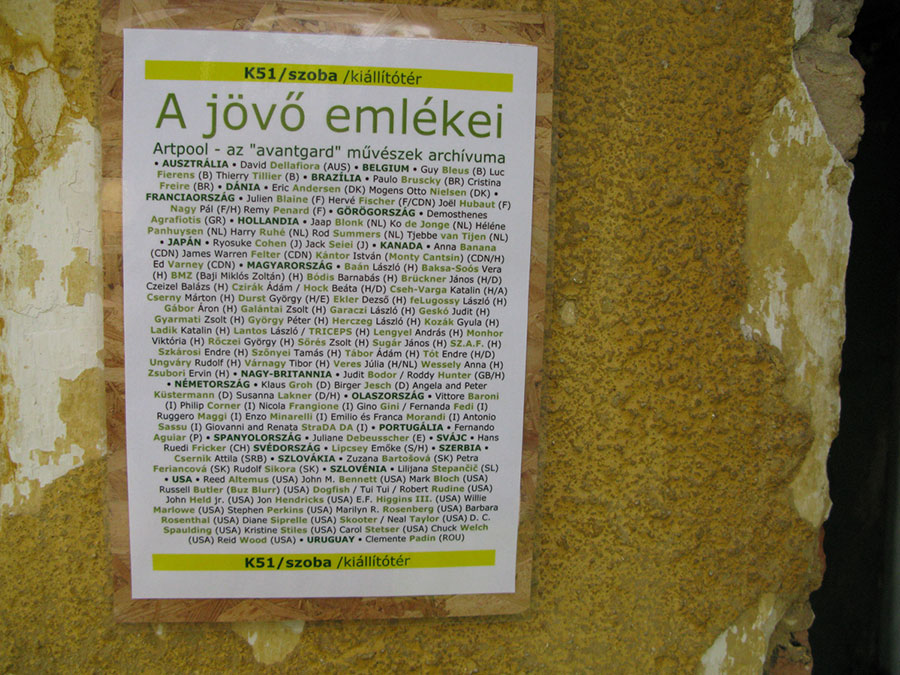 K51/szoba /kiállítótér
A jövő emlékei
Artpool - az "avantgard" művészek archívuma
• AUSZTRÁLIA • David Dellafiora (AUS) • BELGIUM • Guy Bleus (B) Luc
Fierens (B) Thierry Tillier (B) • BRAZÍLIA • Paulo Bruscky (BR) Cristina
Freire (BR) • DÁNIA • Eric Andersen (DK) Mogens Otto Nielsen (DK) •
FRANCIAORSZÁG • Julien Blaine (F) Hervé Fischer (F/CDN) Joël Hubaut (F)
Nagy Pál (F/H) Remy Penard (F) • GÖRÖGORSZÁG • Demosthenes
Agrafiotis (GR) • HOLLANDIA • Jaap Blonk (NL) Ko de Jonge (NL) Héléne
Panhuysen (NL) Harry Ruhé (NL) Rod Summers (NL) Tjebbe van Tijen (NL)
• JAPÁN • Ryosuke Cohen (J) Jack Seiei (J) • KANADA • Anna Banana
(CDN) James Warren Felter (CDN) Kántor István (Monty Cantsin) (CDN/H)
Ed Varney (CDN) • MAGYARORSZÁG • Baán László (H) Baksa-Soós Vera
(H) BMZ (Baji Miklós Zoltán) (H) Bódis Barnabás (H) Brückner János (H/D)
Czeizel Balázs (H) Czirák Ádám / Hock Beáta (H/D) Cseh-Varga Katalin (H/A)
Cserny Márton (H) Durst György (H/E) Ekler Dezső (H) feLugossy László (H)
Gábor Áron (H) Galántai Zsolt (H) Garaczi László (H) Geskó Judit (H)
Gyarmati Zsolt (H) György Péter (H) Herczeg László (H) Kozák Gyula (H)
Ladik Katalin (H) Lantos László / TRICEPS (H) Lengyel András (H) Monhor
Viktória (H) Rőczei György (H) Sőrés Zsolt (H) Sugár János (H) SZ.A.F. (H)
Szkárosi Endre (H) Szőnyei Tamás (H) Tábor Ádám (H) Tót Endre (H/D)
Ungváry Rudolf (H) Várnagy Tibor (H) Veres Júlia (H/NL) Wessely Anna (H)
Zsubori Ervin (H) • NAGY-BRITANNIA • Judit Bodor / Roddy Hunter (GB/H)
• NÉMETORSZÁG • Klaus Groh (D) Birger Jesch (D) Angela and Peter
Küstermann (D) Susanna Lakner (D/H) • OLASZORSZÁG • Vittore Baroni
(I) Philip Corner (I) Nicola Frangione (I) Gino Gini / Fernanda Fedi (I)
Ruggero Maggi (I) Enzo Minarelli (I) Emilio és Franca Morandi (I) Antonio
Sassu (I) Giovanni and Renata StraDA DA (I) • PORTUGÁLIA • Fernando
Aguiar (P) • SPANYOLORSZÁG • Juliane Debeusscher (E) • SVÁJC • Hans
Ruedi Fricker (CH) SVÉDORSZÁG • Lipcsey Emőke (S/H) • SZERBIA •
Csernik Attila (SRB) • SZLOVÁKIA • Zuzana Bartošová (SK) Petra
Feriancová (SK) Rudolf Sikora (SK) • SZLOVÉNIA • Lilijana Stepančič (SL)
• USA • Reed Altemus (USA) John M. Bennett (USA) Mark Bloch (USA)
Russell Butler (Buz Blurr) (USA) Dogfish / Tui Tui / Robert Rudine (USA)
John Held jr. (USA) Jon Hendricks (USA) E.F. Higgins III. (USA) Willie
Marlowe (USA) Stephen Perkins (USA) Marilyn R. Rosenberg (USA) Barbara
Rosenthal (USA) Diane Siprelle (USA) Skooter / Neal Taylor (USA) D. C.
Spaulding (USA) Kristine Stiles (USA) Carol Stetser (USA) Chuck Welch
(USA) Reid Wood (USA) • URUGUAY • Clemente Padin (ROU)
K51/szoba /kiállítótér